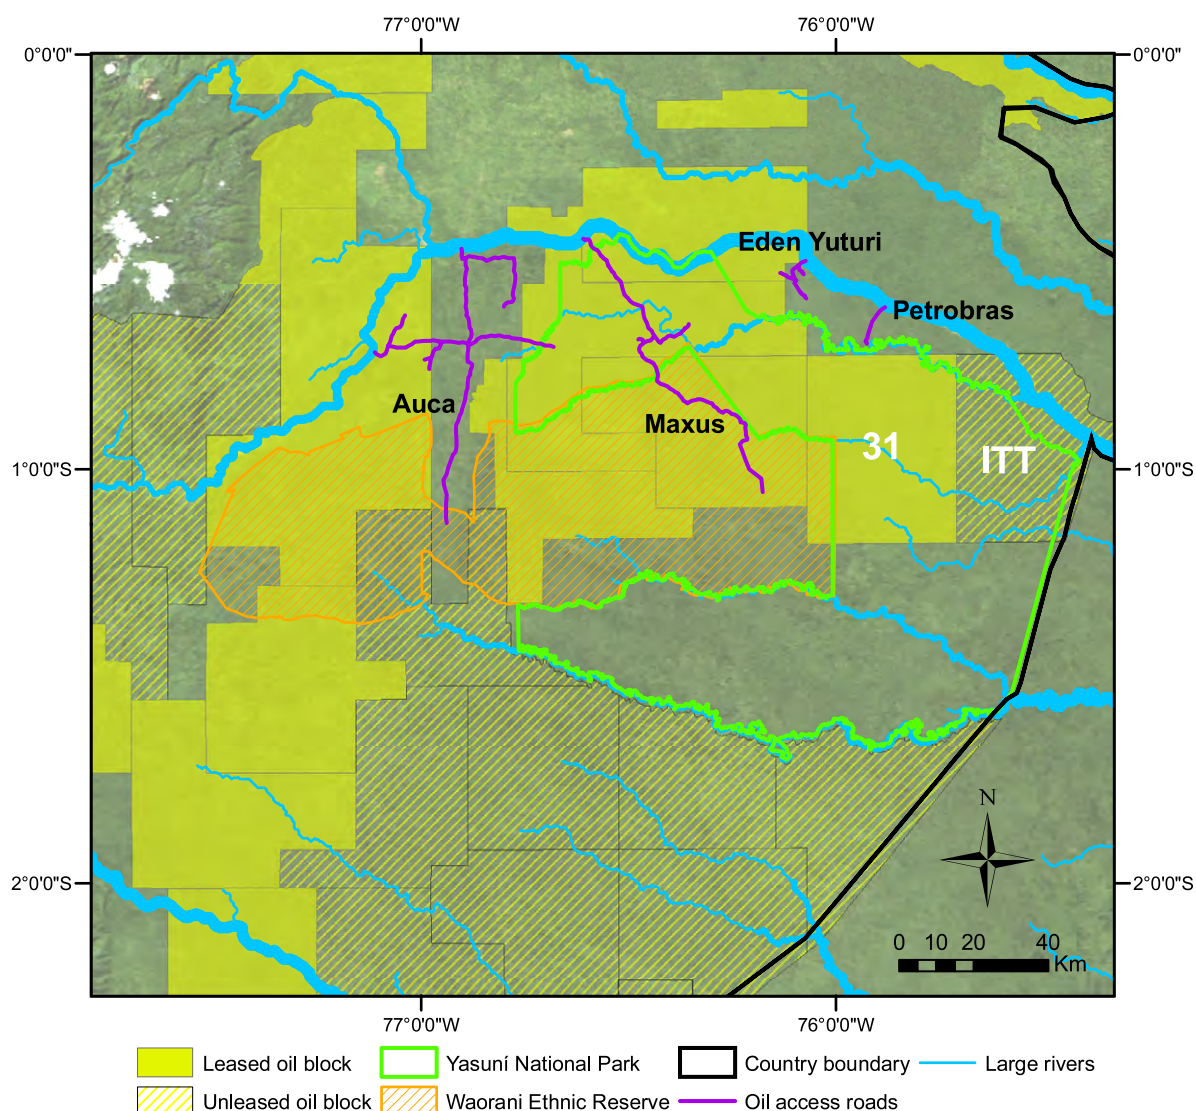 77°0'0"W 76°0'0"W
0°0'0" 0°0'0"
Eden Yuturi
Petrobras
Auca
Maxus
31
ITT
1°0'0"S 1°0'0"S
N
2°0'0"S 2°0'0"S
0 10 20 40
Km
77°0'0"W 76°0'0"W
Leased oil block Yasuní National Park Country boundary Large rivers
Unleased oil block Waorani Ethnic Reserve Oil access roads